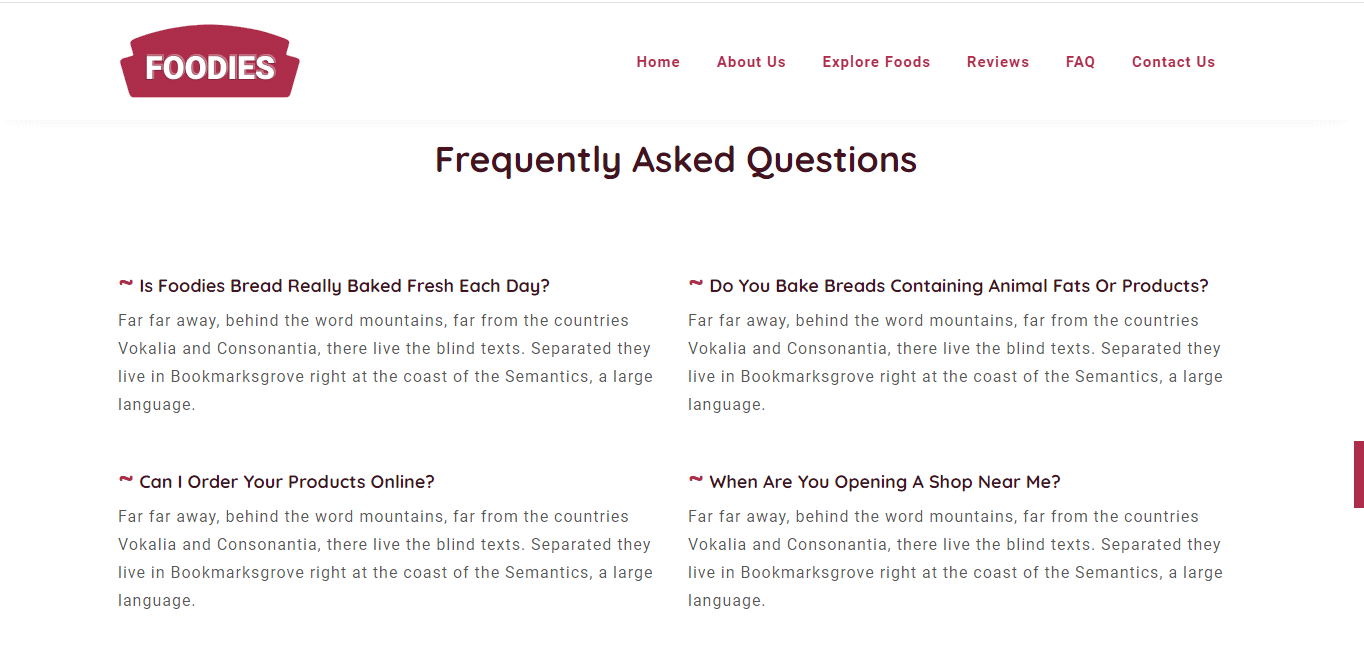 FOODIES
Home About Us Explore Foods Reviews FAQ Contact Us
Frequently Asked Questions
~ Is Foodies Bread Really Baked Fresh Each Day?
Far far away, behind the word mountains, far from the countries
Vokalia and Consonantia, there live the blind texts. Separated they
live in Bookmarksgrove right at the coast of the Semantics, a large
language.
~ Do You Bake Breads Containing Animal Fats Or Products?
Far far away, behind the word mountains, far from the countries
Vokalia and Consonantia, there live the blind texts. Separated they
live in Bookmarksgrove right at the coast of the Semantics, a large
language.
~ Can I Order Your Products Online?
Far far away, behind the word mountains, far from the countries
Vokalia and Consonantia, there live the blind texts. Separated they
live in Bookmarksgrove right at the coast of the Semantics, a large
language.
~ When Are You Opening A Shop Near Me?
Far far away, behind the word mountains, far from the countries
Vokalia and Consonantia, there live the blind texts. Separated they
live in Bookmarksgrove right at the coast of the Semantics, a large
language.